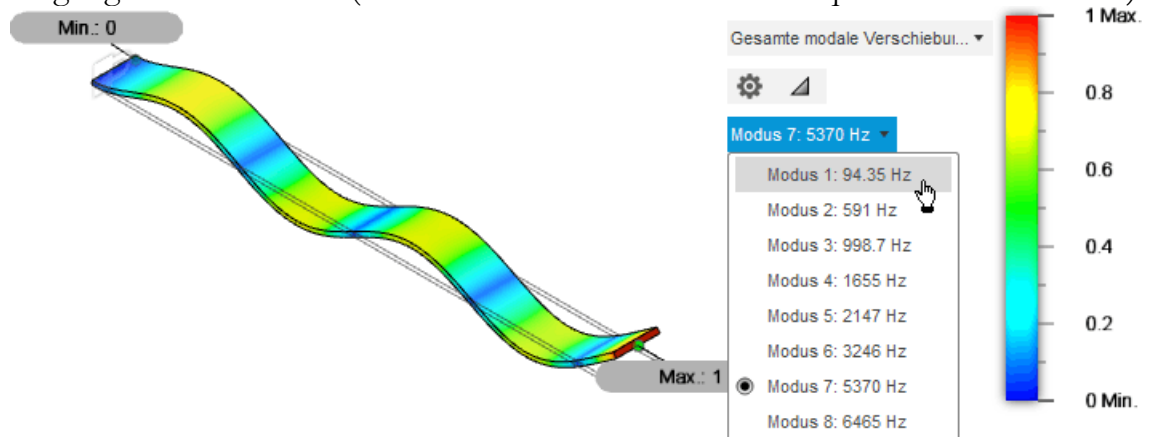 Min.: 0
Max.: 1
Gesamte modale Verschiebu... ▼
Modus 7: 5370 Hz ▼
Modus 1: 94.35 Hz
Modus 2: 591 Hz
Modus 3: 998.7 Hz
Modus 4: 1655 Hz
Modus 5: 2147 Hz
Modus 6: 3246 Hz
Modus 7: 5370 Hz
Modus 8: 6465 Hz
1 Max.
0.8
0.6
0.4
0.2
0 Min.